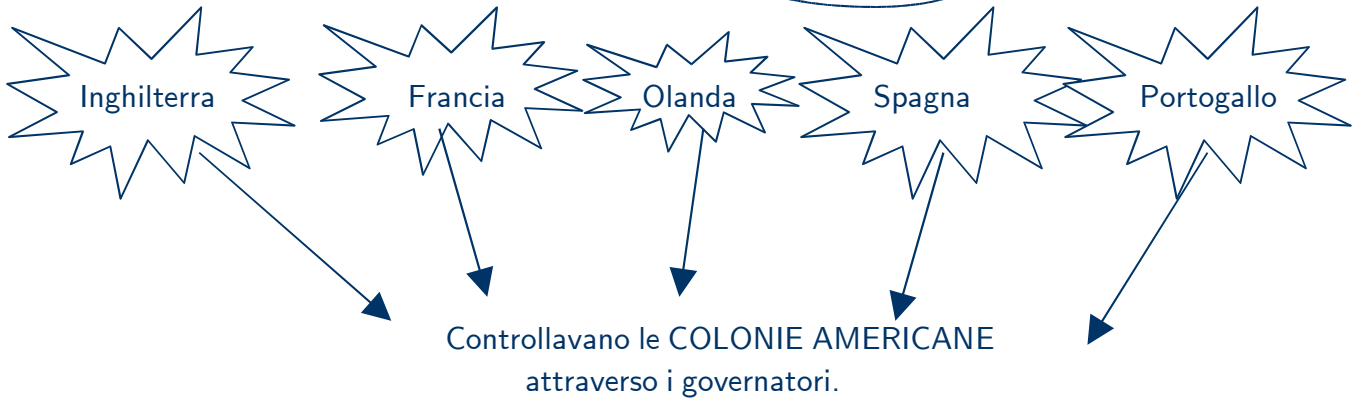 Inghilterra Francia Olanda Spagna Portogallo
Controllavano le COLONIE AMERICANE
attraverso i governatori.